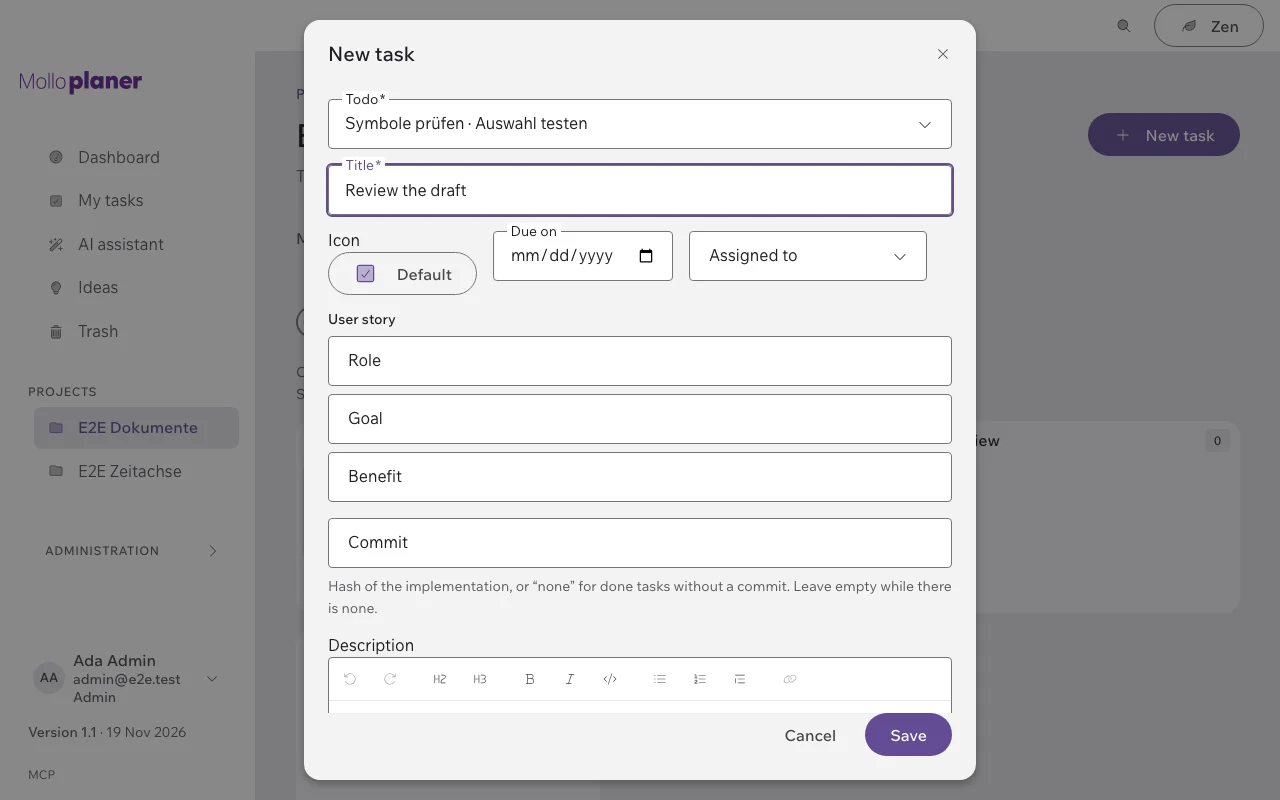 Zen
Molloplaner
Dashboard
My tasks
AI assistant
Ideas
Trash
PROJECTS
E2E Dokumente
E2E Zeitachse
ADMINISTRATION
AA
Ada Admin
admin@e2e.test
Admin
Version 1.1 · 19 Nov 2026
MCP
New task
0
New task
Todo*
Symbole prüfen · Auswahl testen
Title*
Review the draft
Icon
Default
Due on
mm/dd/yyyy
Assigned to
User story
Role
Goal
Benefit
Commit
Hash of the implementation, or “none” for done tasks without a commit. Leave empty while there
is none.
Description
H2 H3 B I </>
Cancel
Save